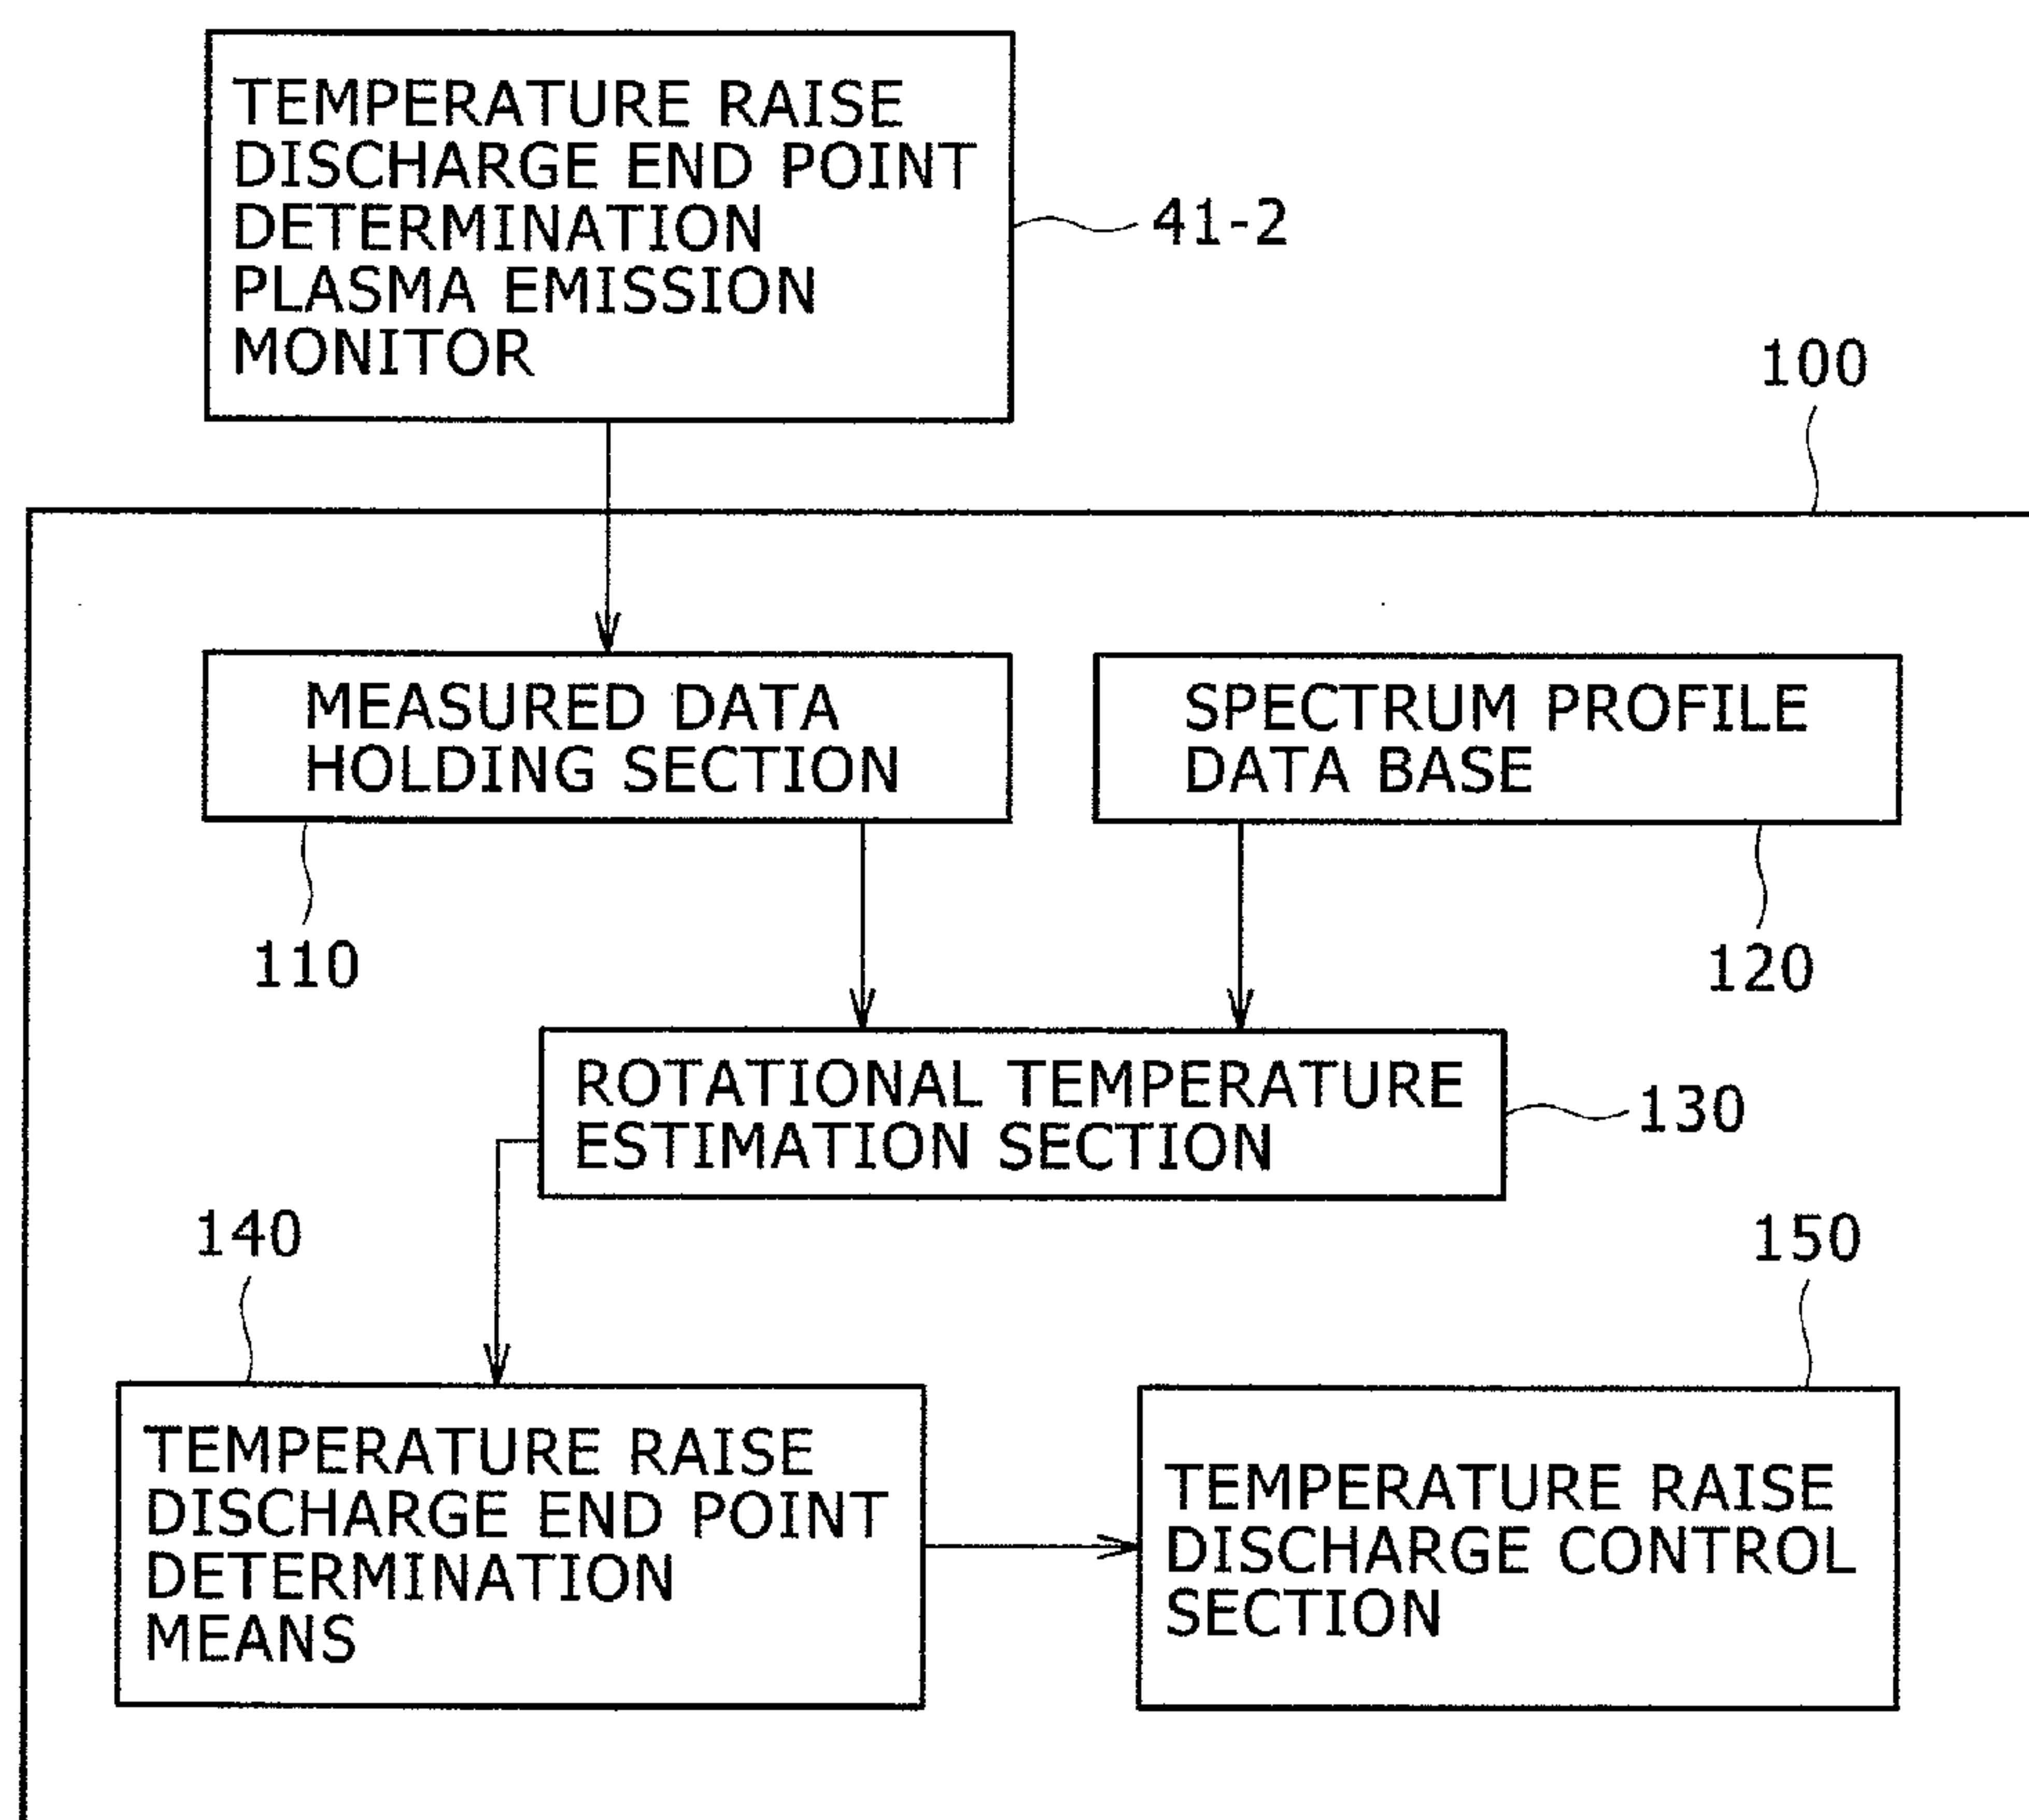 TEMPERATURE RAISE
DISCHARGE END POINT
DETERMINATION
PLASMA EMISSION
MONITOR
41-2
100
MEASURED DATA
HOLDING SECTION
SPECTRUM PROFILE
DATA BASE
110
120
ROTATIONAL TEMPERATURE
ESTIMATION SECTION
130
140
150
TEMPERATURE RAISE
DISCHARGE END POINT
DETERMINATION
MEANS
TEMPERATURE RAISE
DISCHARGE CONTROL
SECTION